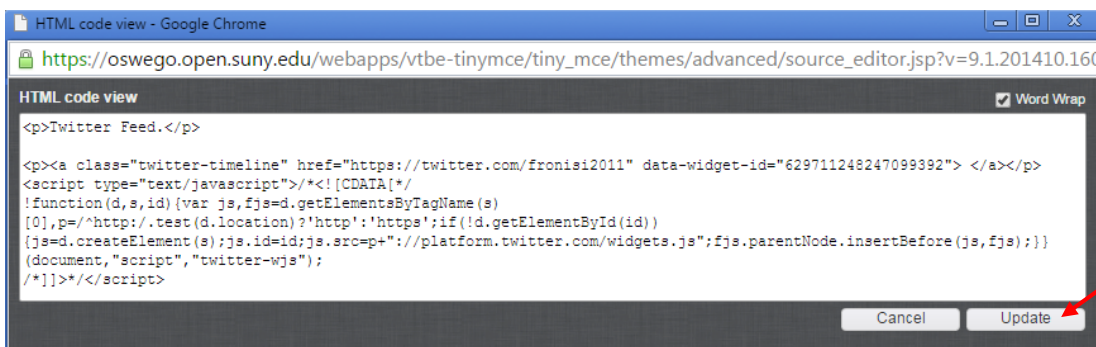 HTML code view - Google Chrome
https://oswego.open.suny.edu/webapps/vtbe-tinymce/tiny_mce/themes/advanced/source_editor.jsp?v=9.1.201410.160
HTML code view
Word Wrap
<p>Twitter Feed.</p>
<p><a class="twitter-timeline" href="https://twitter.com/fronisi2011" data-widget-id="629711248247099392"> </a></p>
<script type="text/javascript">/*<![CDATA[*/
!function(d,s,id){var js,fjs=d.getElementsByTagName(s)
[0],p=/^http:/.test(d.location)?'http':'https';if(!d.getElementById(id))
{js=d.createElement(s);js.id=id;js.src=p+"://platform.twitter.com/widgets.js";fjs.parentNode.insertBefore(js,fjs);}}
(document,"script","twitter-wjs");
/*]]>*/</script>
Cancel
Update